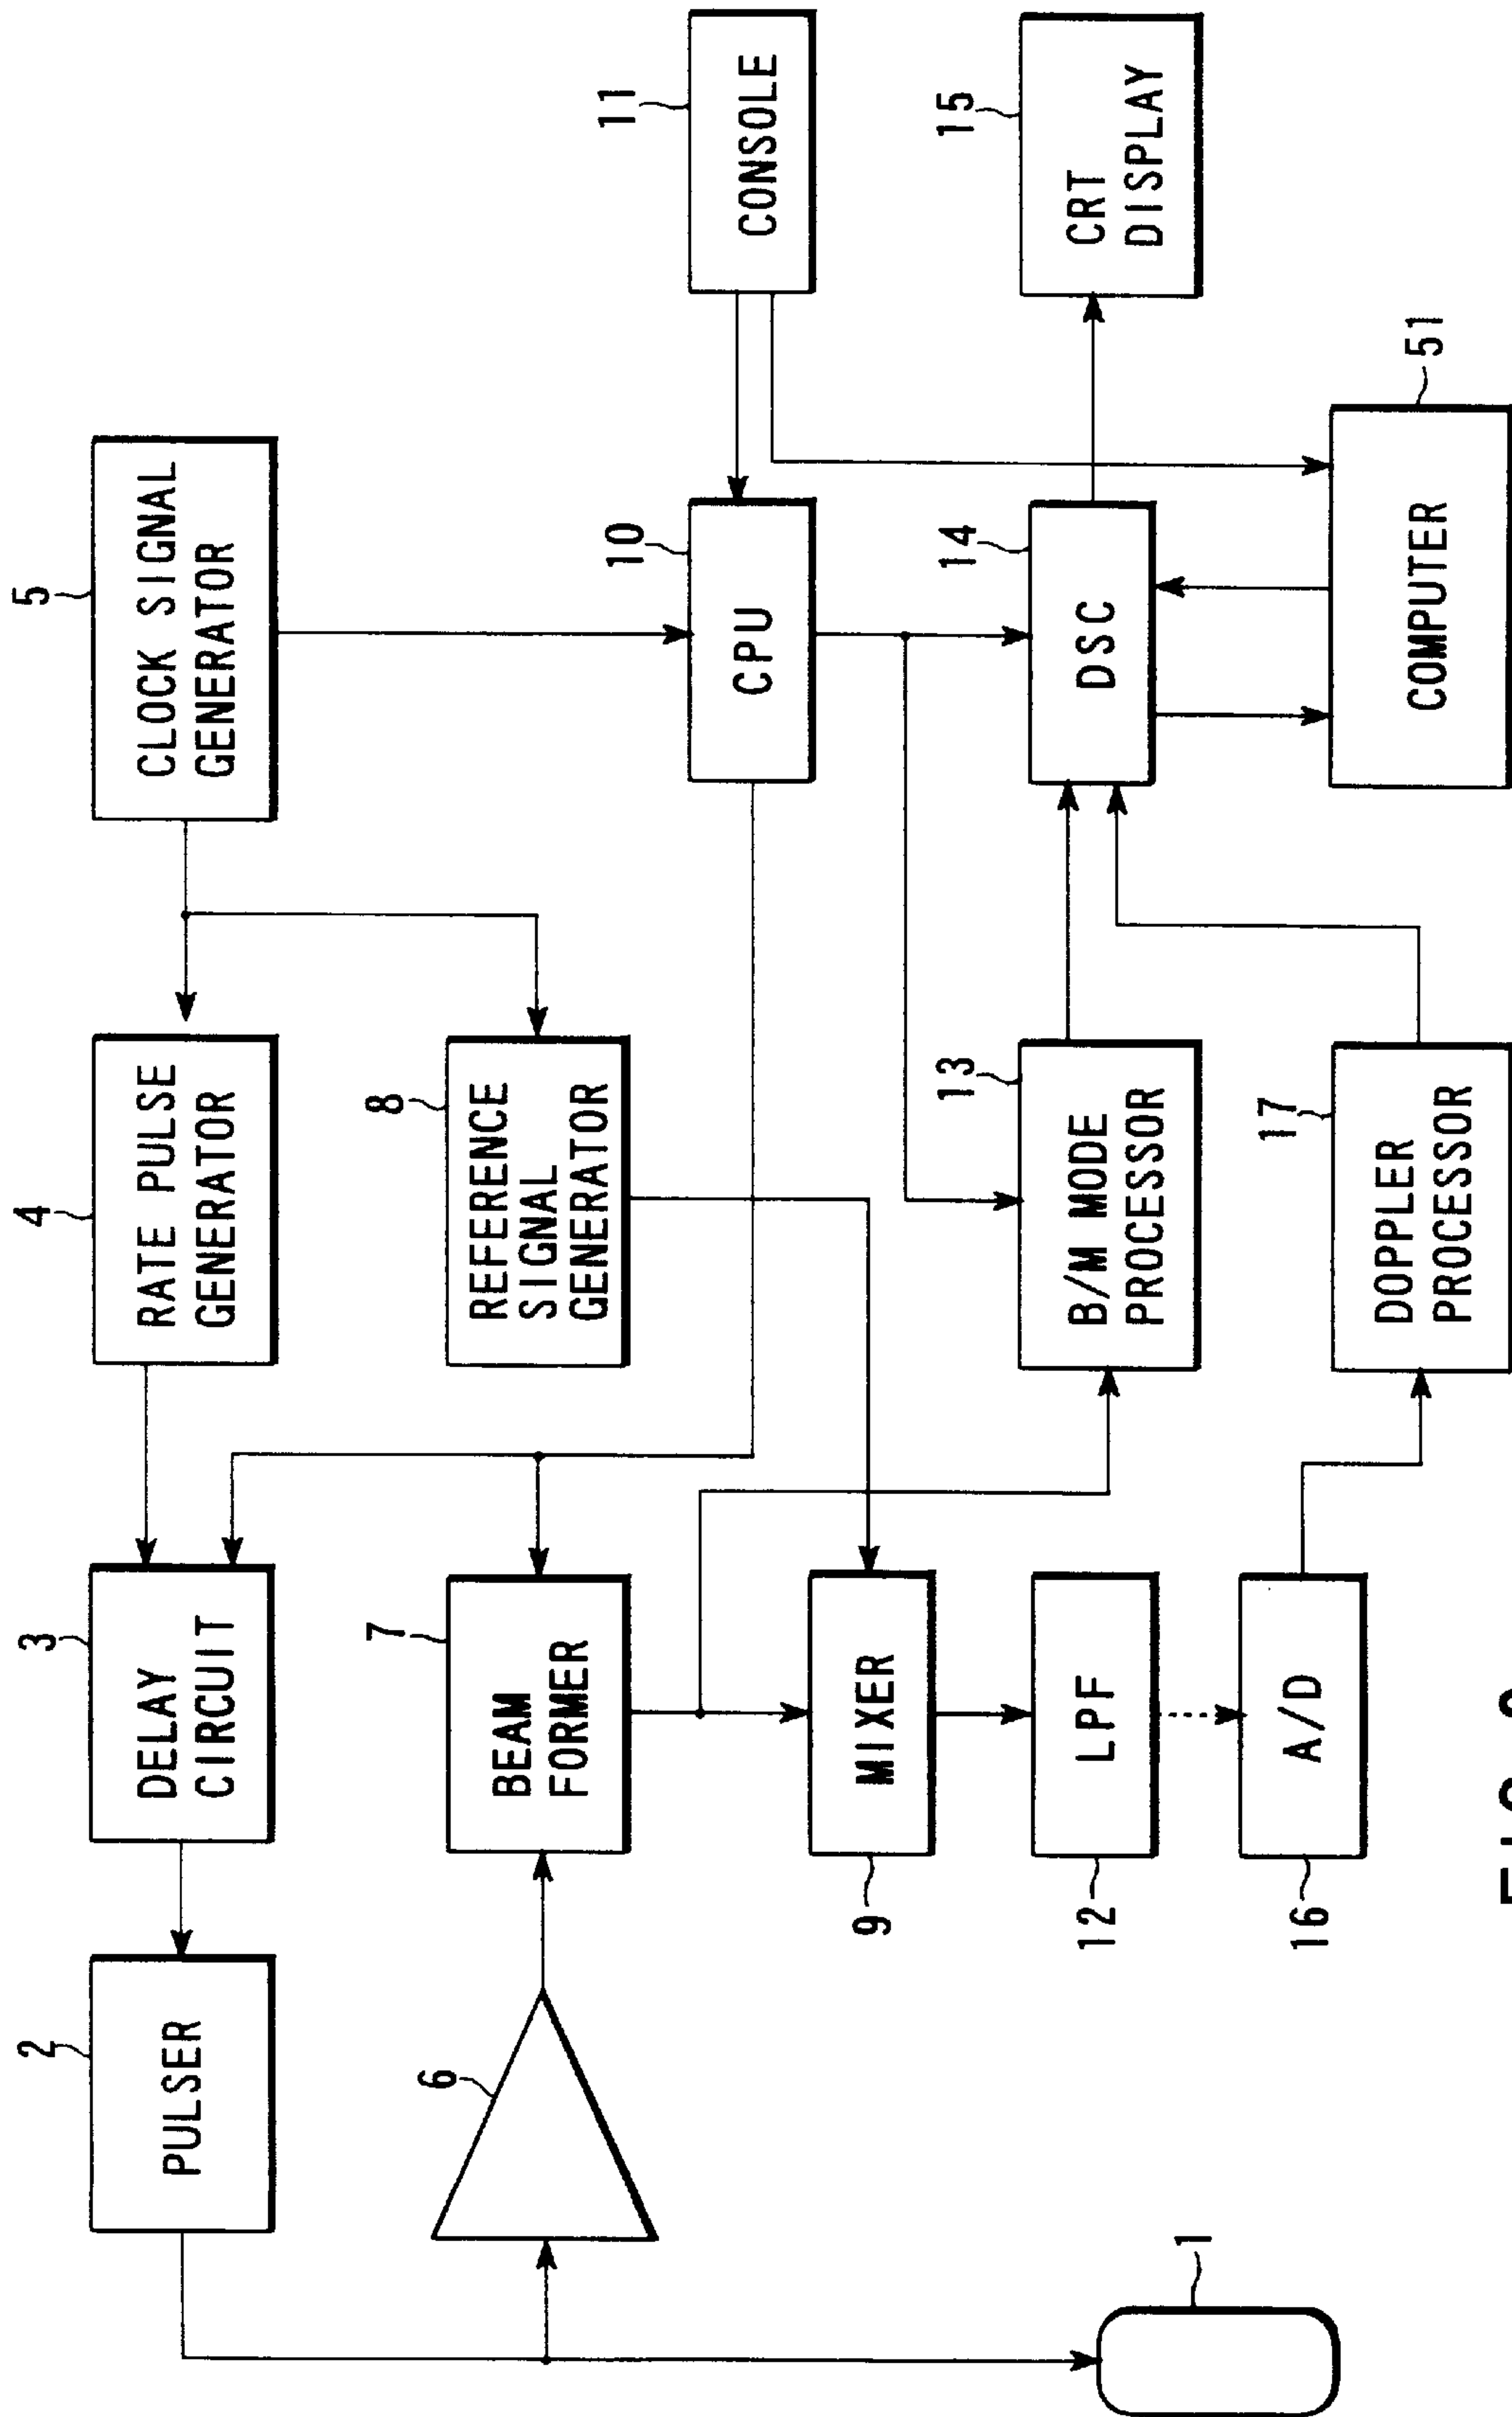 2
PULSER
3
DELAY
CIRCUIT
4
RATE PULSE
GENERATOR
5
CLOCK SIGNAL
GENERATOR
6
7
BEAM
FORMER
8
REFERENCE
SIGNAL
GENERATOR
10
CPU
11
CONSOLE
9
MIXER
12
LPF
13
B/M MODE
PROCESSOR
14
DSC
15
CRT
DISPLAY
1
16
A/D
17
DOPPLER
PROCESSOR
COMPUTER
51